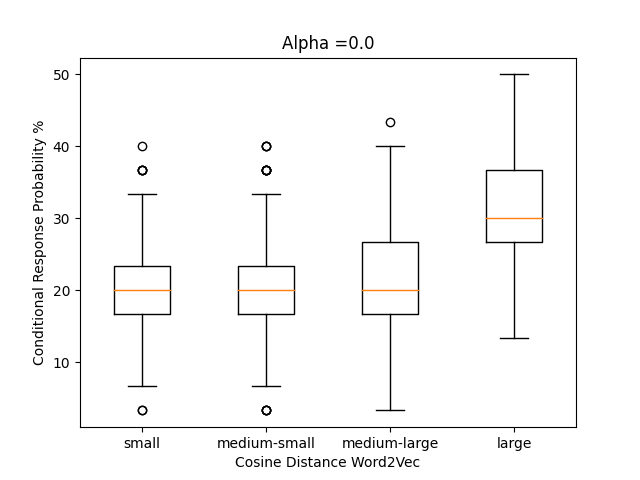 Alpha =0.0
Conditional Response Probability %
50
40
30
20
10
small medium-small medium-large large
Cosine Distance Word2Vec